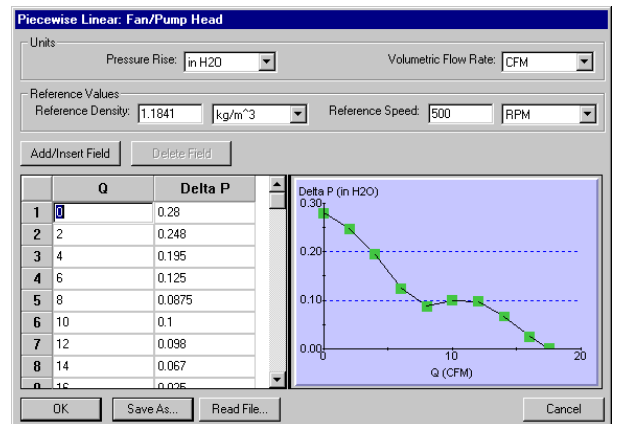 Piecewise Linear: Fan/Pump Head
Units
Pressure Rise: in H2O Volumetric Flow Rate: CFM
Reference Values
Reference Density: 1.1841 kg/m^3 Reference Speed: 500 RPM
Add/Insert Field Delete Field
Q Delta P
1 0 0.28
2 2 0.248
3 4 0.195
4 6 0.125
5 8 0.0875
6 10 0.1
7 12 0.098
8 14 0.067
9 16 0.025
Delta P (in H2O)
0.30
0.20
0.10
0.00
0 10 20
Q (CFM)
OK Save As... Read File... Cancel